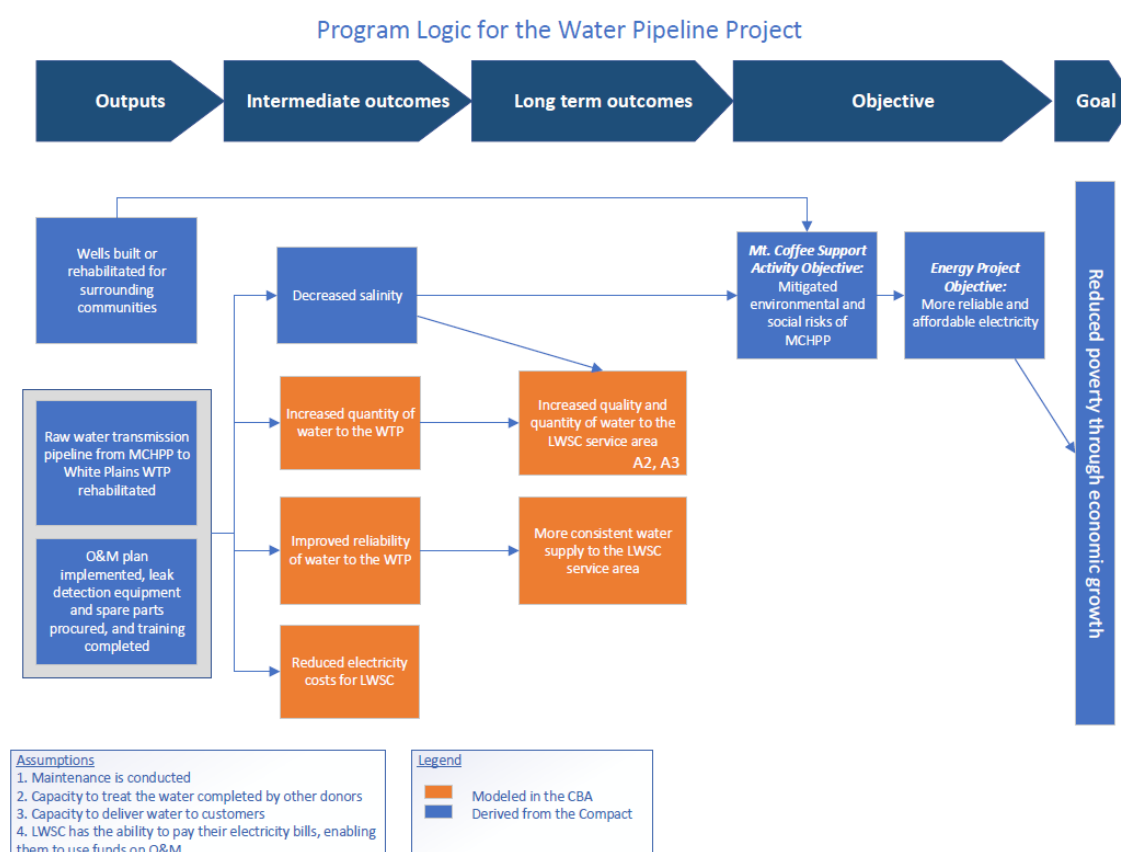 Program Logic for the Water Pipeline Project
Outputs
Intermediate outcomes
Long term outcomes
Objective
Goal
Wells built or
rehabilitated for
surrounding
communities
Decreased salinity
Mt. Coffee Support
Activity Objective:
Mitigated
environmental and
social risks of
MCHPP
Energy Project
Objective:
More reliable and
affordable electricity
Reduced poverty through economic growth
Raw water transmission
pipeline from MCHPP to
White Plains WTP
rehabilitated
Increased quantity of
water to the WTP
Increased quality and
quantity of water to the
LWSC service area
A2, A3
O&M plan
implemented, leak
detection equipment
and spare parts
procured, and training
completed
Improved reliability
of water to the WTP
More consistent water
supply to the LWSC
service area
Reduced electricity
costs for LWSC
Assumptions
1. Maintenance is conducted
2. Capacity to treat the water completed by other donors
3. Capacity to deliver water to customers
4. LWSC has the ability to pay their electricity bills, enabling
them to use funds on O&M
Legend
Modeled in the CBA
Derived from the Compact